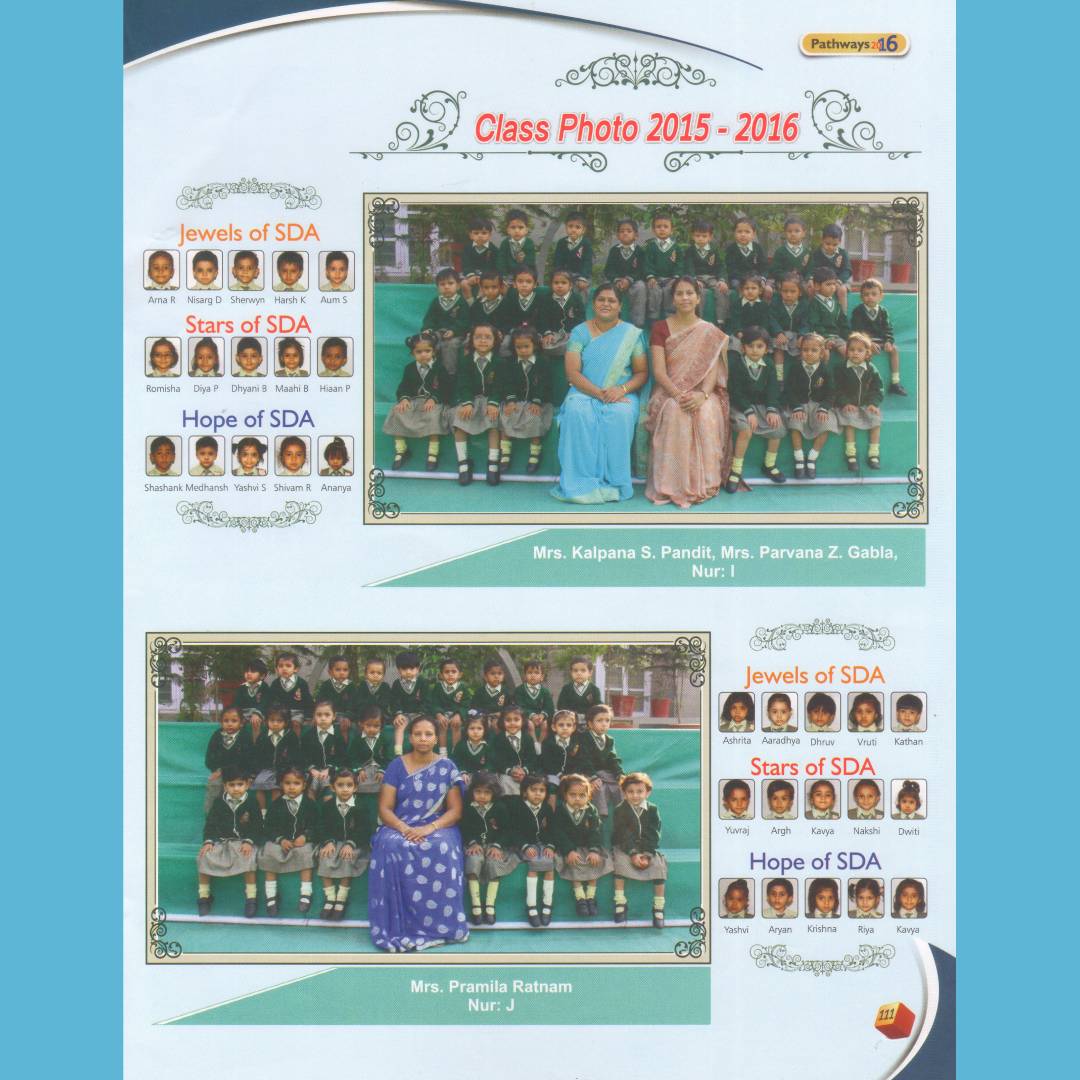 Pathways 2016
Class Photo 2015 - 2016
Jewels of SDA
Arna R Nisarg D Sherwyn Harsh K Aum S
Stars of SDA
Romisha Diya P Dhyani B Maahi B Hiaan P
Hope of SDA
Shashank Medhansh Yashvi S Shivam R Ananya
Mrs. Kalpana S. Pandit, Mrs. Parvana Z. Gabla,
Nur: I
Jewels of SDA
Ashrita Aaradhya Dhruv Vruti Kathan
Stars of SDA
Yuvraj Argh Kavya Nakshi Dwiti
Hope of SDA
Yashvi Aryan Krishna Riya Kavya
Mrs. Pramila Ratnam
Nur: J
111